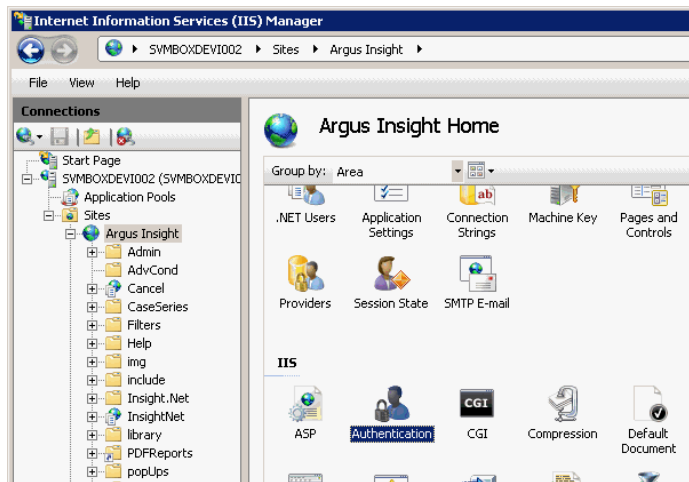 Internet Information Services (IIS) Manager
SVMBOXDEVI002 Sites Argus Insight
File View Help
Connections
Start Page
SVMBOXDEVI002 (SVMBOXDEVIC
Application Pools
Sites
Argus Insight
Admin
AdvCond
Cancel
CaseSeries
Filters
Help
img
include
Insight.Net
InsightNet
library
PDFReports
popUps
Argus Insight Home
Group by: Area
ab
.NET Users Application Settings Connection Strings Machine Key Pages and Controls
Providers Session State SMTP E-mail
IIS
CGI
ASP Authentication CGI Compression Default Document